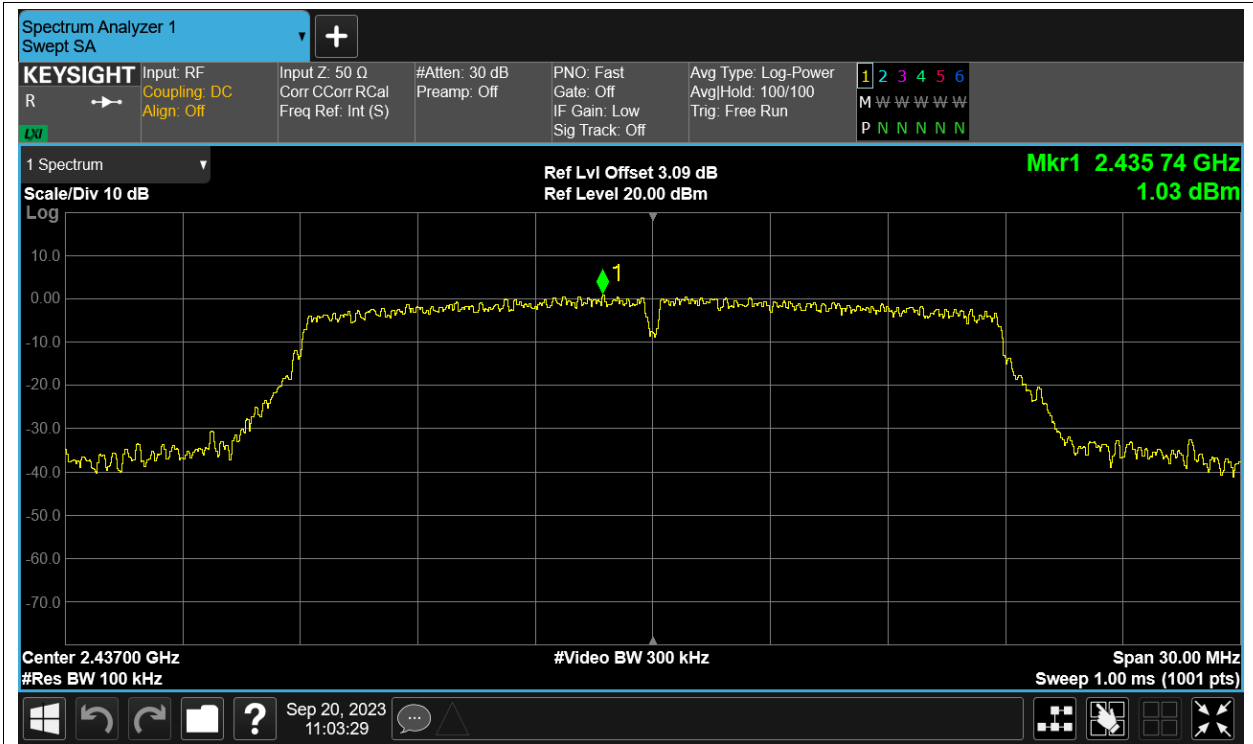 Spectrum Analyzer 1
Swept SA
+
KEYSIGHT
R
LXI
Input: RF
Coupling: DC
Align: Off
Input Z: 50 Ω
Corr CCorr RCal
Freq Ref: Int (S)
#Atten: 30 dB
Preamp: Off
PNO: Fast
Gate: Off
IF Gain: Low
Sig Track: Off
Avg Type: Log-Power
Avg|Hold: 100/100
Trig: Free Run
1 2 3 4 5 6
M W W W W W
P N N N N N
1 Spectrum
Scale/Div 10 dB
Log
Ref Lvl Offset 3.09 dB
Ref Level 20.00 dBm
Mkr1 2.435 74 GHz
1.03 dBm
1
10.0
0.00
-10.0
-20.0
-30.0
-40.0
-50.0
-60.0
-70.0
Center 2.43700 GHz
#Res BW 100 kHz
#Video BW 300 kHz
Span 30.00 MHz
Sweep 1.00 ms (1001 pts)
?
Sep 20, 2023
11:03:29